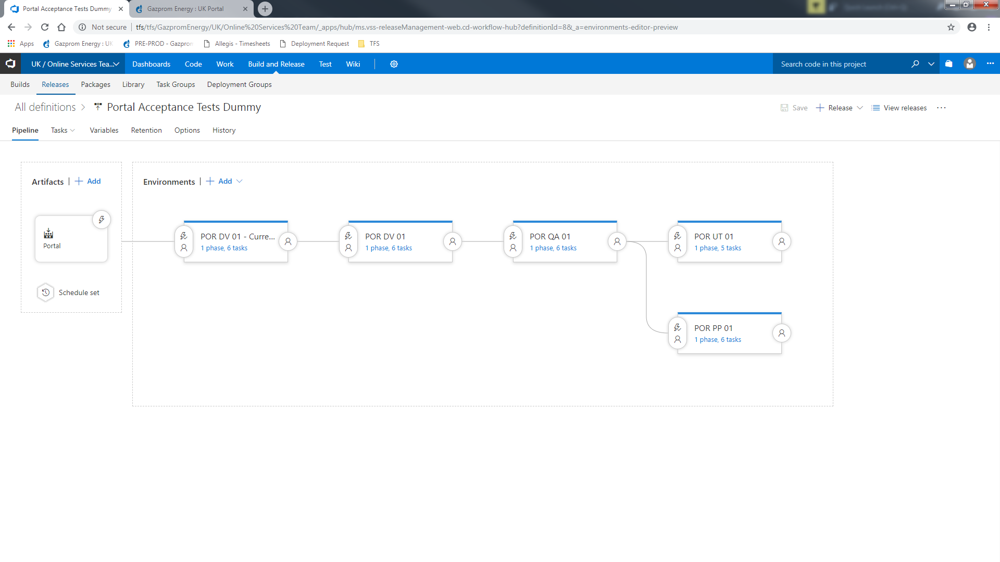 Portal Acceptance Tests Dummy
Gazprom Energy : UK Portal
Not secure
tfs/tfs/GazpromEnergy/UK/Online%20Services%20Team/_apps/hub/ms.vss-releaseManagement-web.cd-workflow-hub?definitionId=8&_a=environments-editor-preview
Apps
Gazprom Energy : UK
PRE-PROD - Gazprom
Allegis - Timesheets
Deployment Request
TFS
UK / Online Services Tea...
Dashboards
Code
Work
Build and Release
Test
Wiki
Search code in this project
Builds
Releases
Packages
Library
Task Groups
Deployment Groups
All definitions > Portal Acceptance Tests Dummy
Save
Release
View releases
Pipeline
Tasks
Variables
Retention
Options
History
Artifacts | + Add
Environments | + Add
Portal
Schedule set
POR DV 01 - Curre...
1 phase, 6 tasks
POR DV 01
1 phase, 6 tasks
POR QA 01
1 phase, 6 tasks
POR UT 01
1 phase, 5 tasks
POR PP 01
1 phase, 6 tasks